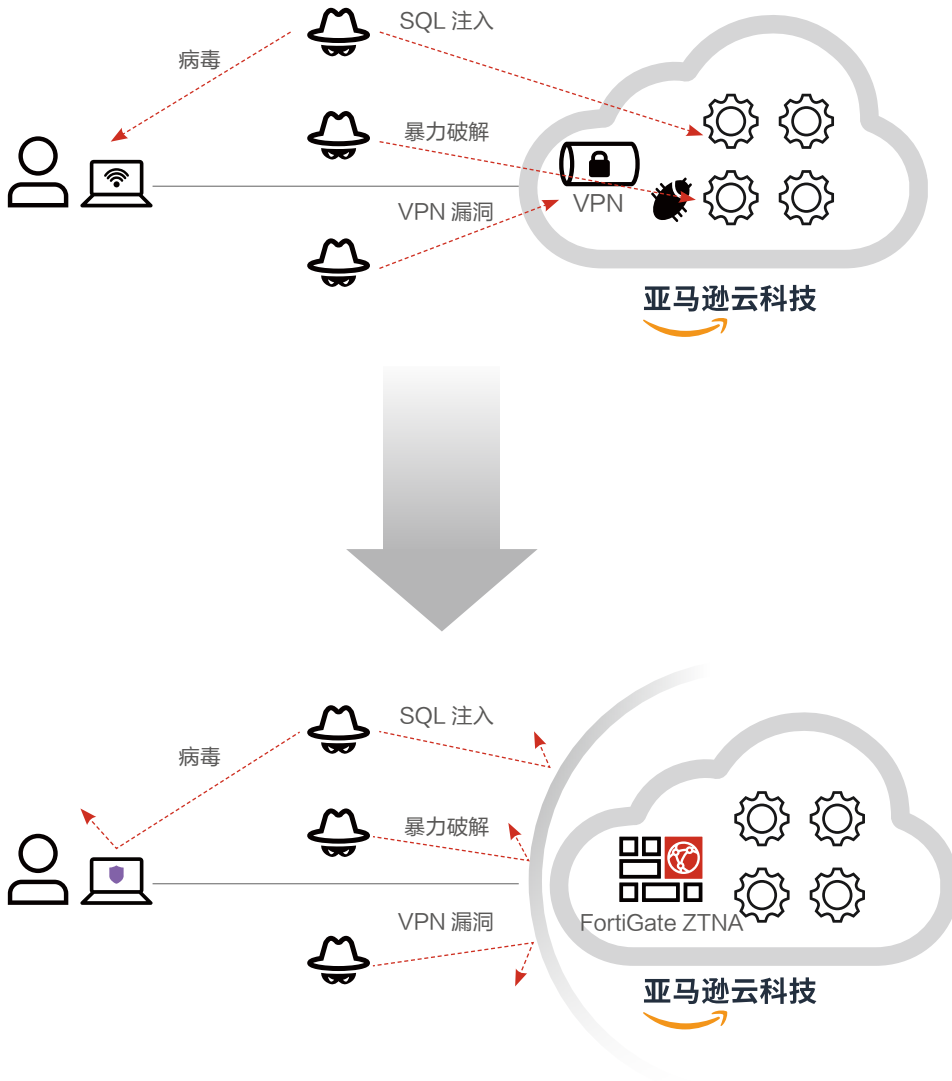 SQL 注入
病毒
暴力破解
VPN 漏洞
VPN
亚马逊云科技
SQL 注入
病毒
暴力破解
VPN 漏洞
FortiGate ZTNA
亚马逊云科技